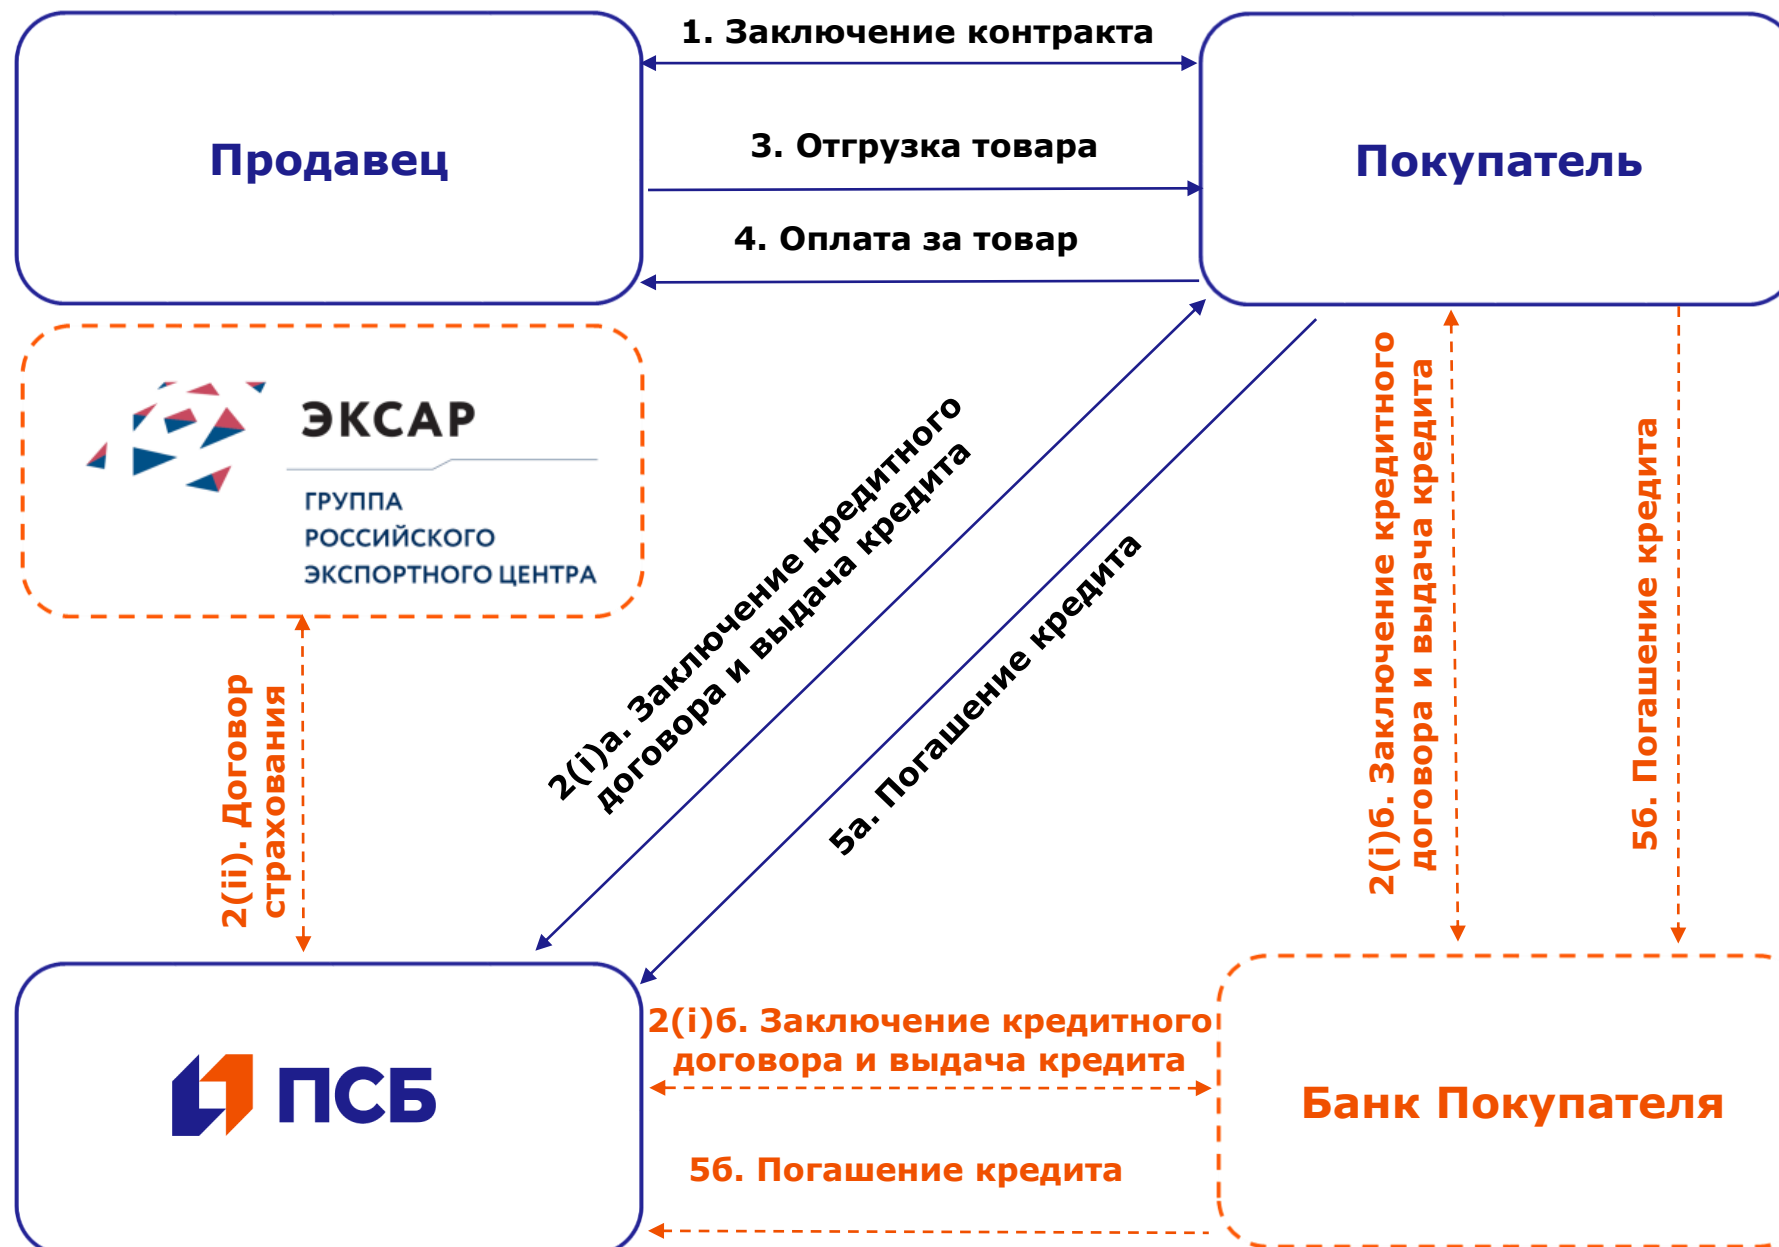 1. Заключение контракта
Продавец
3. Отгрузка товара
Покупатель
4. Оплата за товар
ЭКСАР
ГРУППА
РОССИЙСКОГО
ЭКСПОРТНОГО ЦЕНТРА
2(i)а. Заключение кредитного
договора и выдача кредита
5а. Погашение кредита
2(i)б. Заключение кредитного
договора и выдача кредита
5б. Погашение кредита
2(ii). Договор
страхования
ПСБ
2(i)б. Заключение кредитного
договора и выдача кредита
5б. Погашение кредита
Банк Покупателя